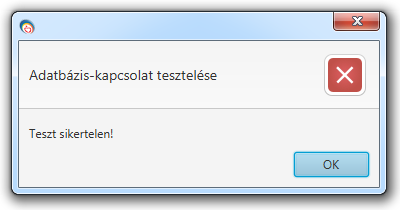 Adatbázis-kapcsolat tesztelése
Teszt sikertelen!
OK